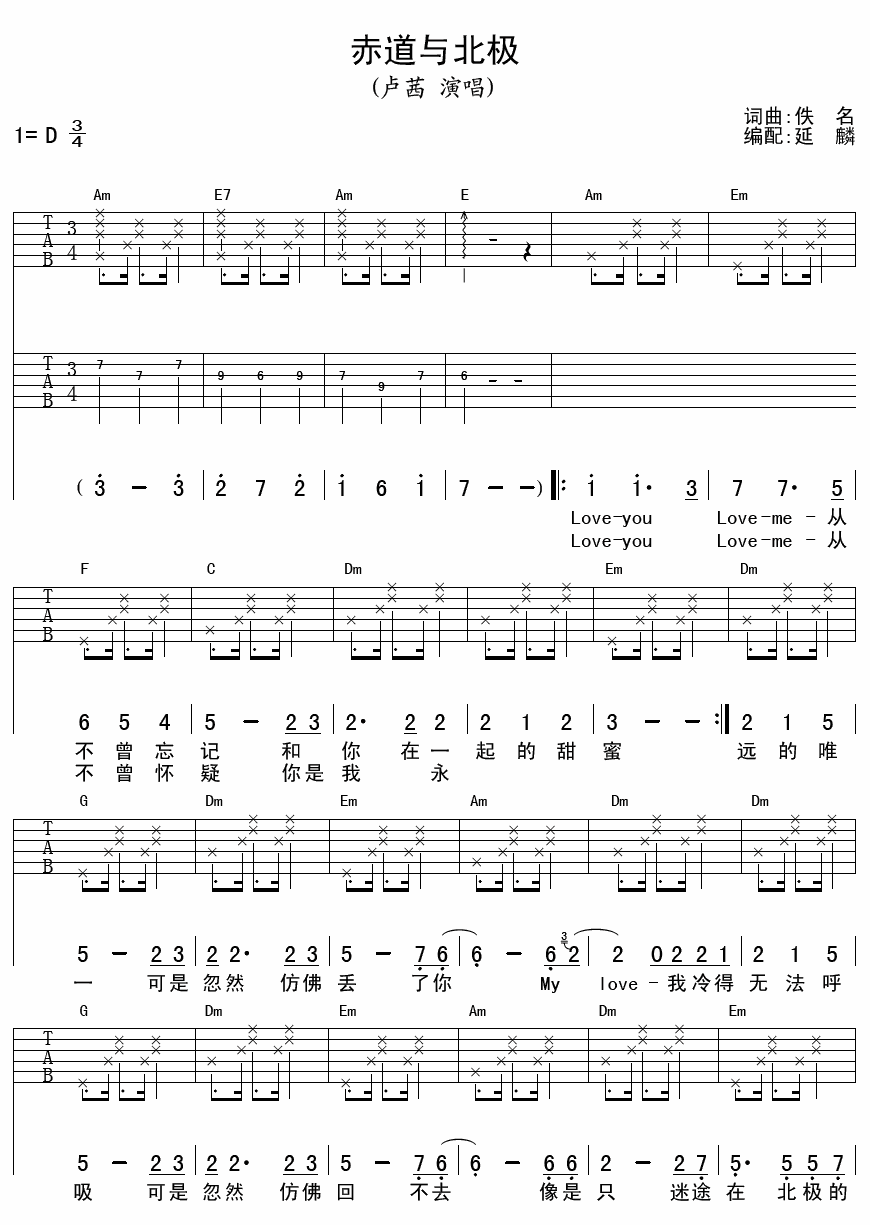 赤道与北极
(卢茜 演唱)
词曲:佚 名
1= D 3/4
编配:延 麟
Am E7 Am E Am Em
T A B 3 4
7 7 7 9 6 9 7 9 7 6 - -
T A B 3 4
( 3 - 3 2 7 2 1 6 1 7 - - ) 1 1· 3 7 7· 5
Love-you Love-me - 从
Love-you Love-me - 从
F C Dm Em Dm
T A B
6 5 4 5 - 2 3 2· 2 2 2 1 2 3 - - 2 1 5
不 曾 忘 记 和 你 在 一 起 的 甜 蜜 远 的 唯
不 曾 怀 疑 你是 我 永
G Dm Em Am Dm Dm
T A B
5 - 2 3 2 2· 2 3 5 - 7 6 6 - 3 6 2 2 0 2 2 1 2 1 5
一 可是 忽然 仿佛 丢 了你 My love-我冷得 无 法 呼
G Dm Em Am Dm Em
T A B
5 - 2 3 2 2· 2 3 5 - 7 6 6 - 6 6 2 - 2 7 5· 5 5 7
吸 可是 忽然 仿佛 回 不去 像是 只 迷途 在 北极的